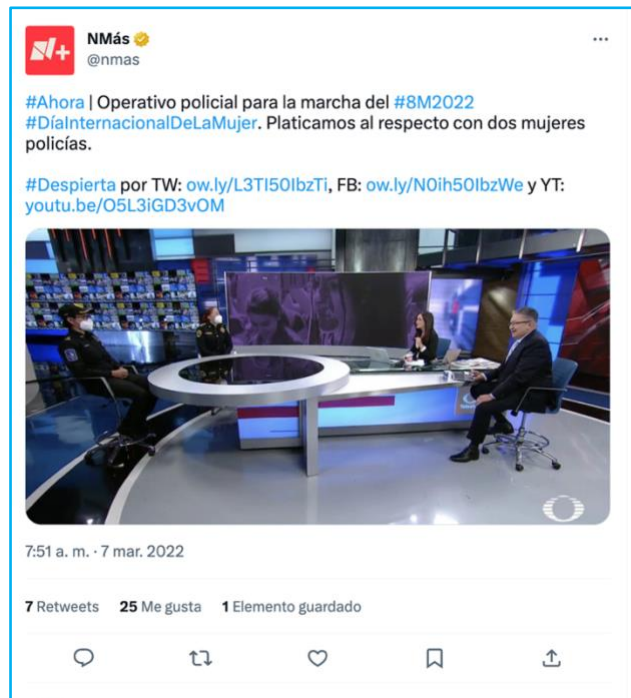 NMás
@nmas
#Ahora | Operativo policial para la marcha del #8M2022
#DíaInternacionalDeLaMujer. Platicamos al respecto con dos mujeres
policías.
#Despierta por TW: ow.ly/L3TI50IbzTi, FB: ow.ly/N0ih50IbzWe y YT:
youtu.be/O5L3iGD3vOM
7:51 a. m. · 7 mar. 2022
7 Retweets 25 Me gusta 1 Elemento guardado